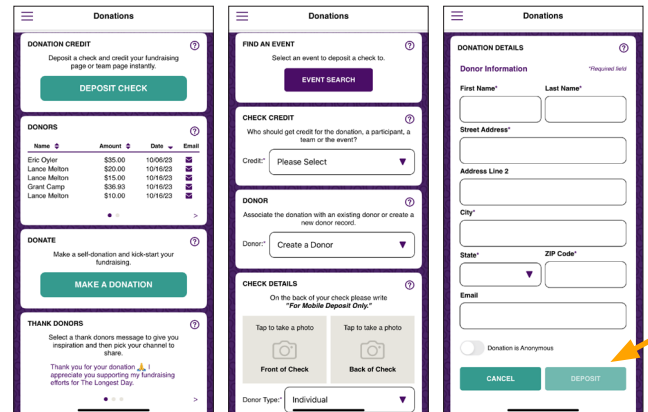 Donations
DONATION CREDIT
Deposit a check and credit your fundraising
page or team page instantly.
DEPOSIT CHECK
DONORS
Name Amount Date Email
Eric Oyler $35.00 10/06/23
Lance Melton $20.00 10/16/23
Lance Melton $15.00 10/16/23
Grant Camp $36.93 10/16/23
Lance Melton $10.00 10/16/23
>
DONATE
Make a self-donation and kick-start your
fundraising.
MAKE A DONATION
THANK DONORS
Select a thank donors message to give you
inspiration and then pick your channel to
share.
Thank you for your donation 🙏 I
appreciate you supporting my fundraising
efforts for The Longest Day.
>
Donations
FIND AN EVENT
Select an event to deposit a check to.
EVENT SEARCH
CHECK CREDIT
Who should get credit for the donation, a participant, a
team or the event?
Credit:* Please Select
DONOR
Associate the donation with an existing donor or create a
new donor record.
Donor:* Create a Donor
CHECK DETAILS
On the back of your check please write
"For Mobile Deposit Only."
Tap to take a photo Tap to take a photo
Front of Check Back of Check
Donor Type:* Individual
Donations
DONATION DETAILS
Donor Information *Required field
First Name* Last Name*
Street Address*
Address Line 2
City*
State* ZIP Code*
Email
Donation is Anonymous
CANCEL DEPOSIT